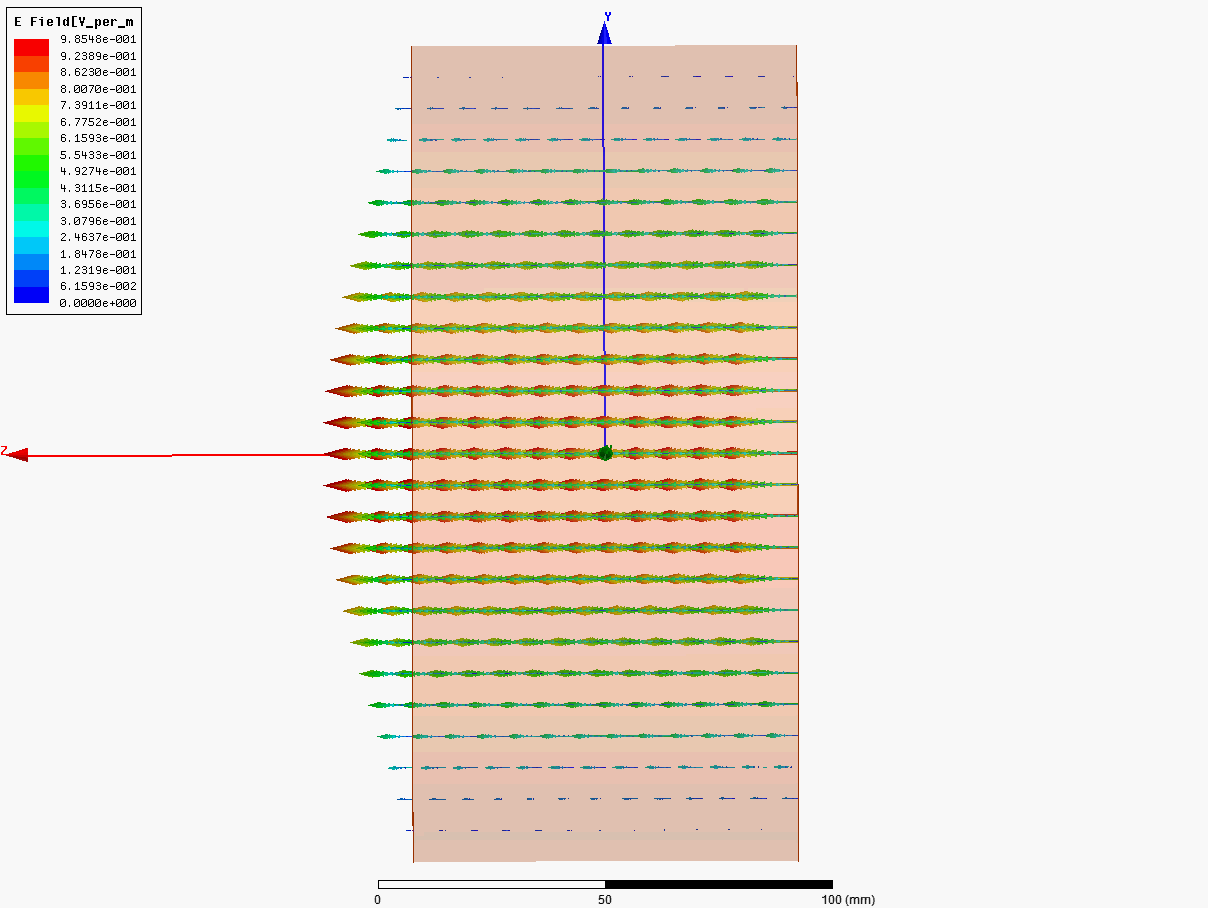 Y
E Field[V_per_m
9.8548e-001
9.2389e-001
8.6230e-001
8.0070e-001
7.3911e-001
6.7752e-001
6.1593e-001
5.5433e-001
4.9274e-001
4.3115e-001
3.6956e-001
3.0796e-001
2.4637e-001
1.8478e-001
1.2319e-001
6.1593e-002
0.0000e+000
Z
0 50 100 (mm)